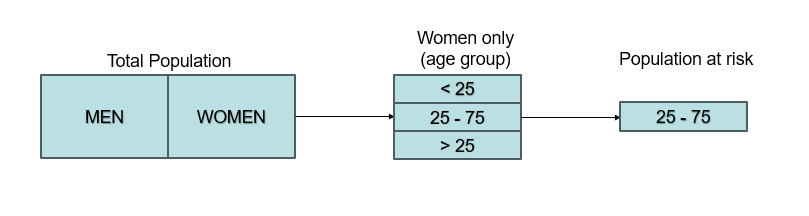 Total Population
MEN
WOMEN
Women only
(age group)
< 25
25 - 75
> 25
Population at risk
25 - 75